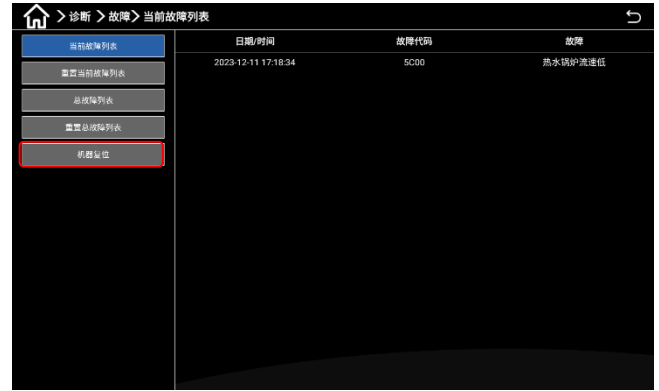 诊断 故障 当前故障列表
当前故障列表
重置当前故障列表
总故障列表
重置总故障列表
机器复位
日期/时间 故障代码 故障
2023-12-11 17:18:34 5C00 热水锅炉流速低